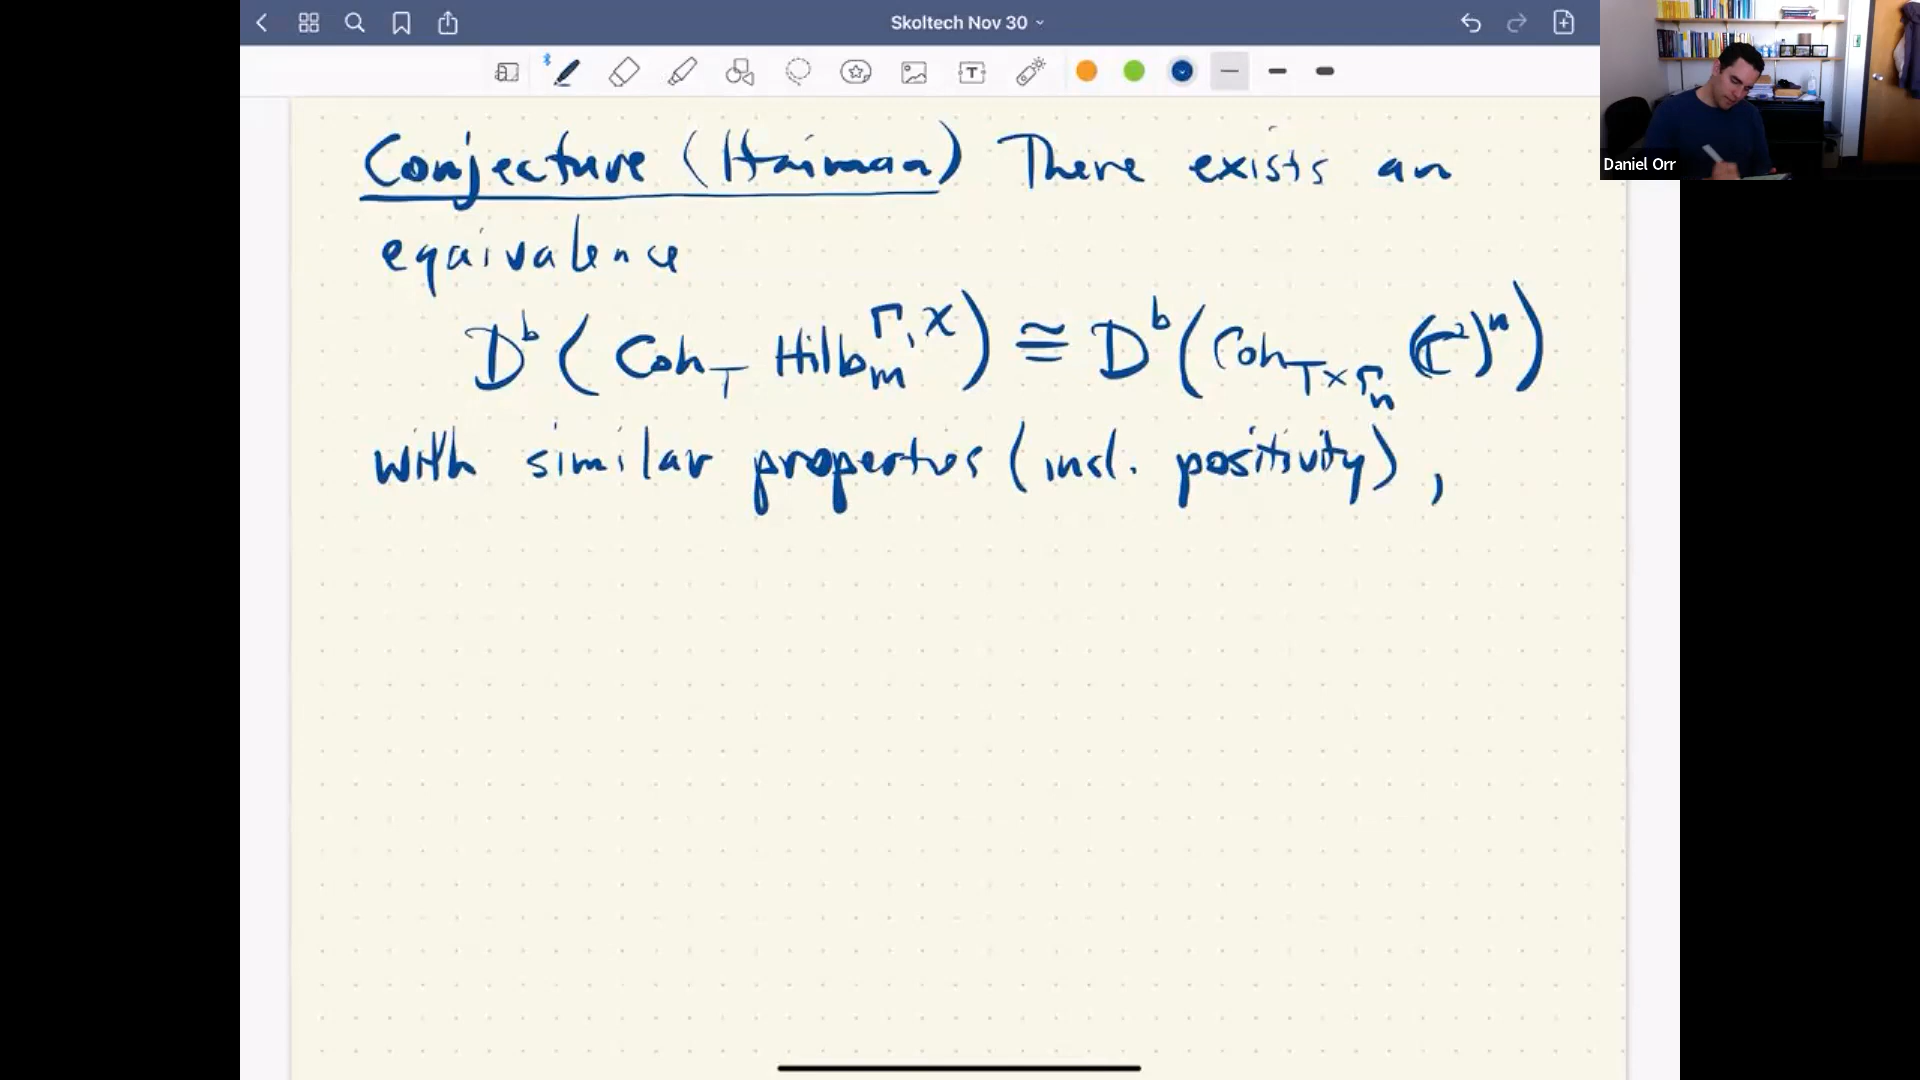 Skoltech Nov 30
Daniel Orr
Conjecture (Haiman) There exists an
equivalence
D^b ( Coh_T Hilb_m^{Γ,χ} ) ≅ D^b ( Coh_{T×Γ_n} (ℂ²)^n )
with similar properties (incl. positivity),